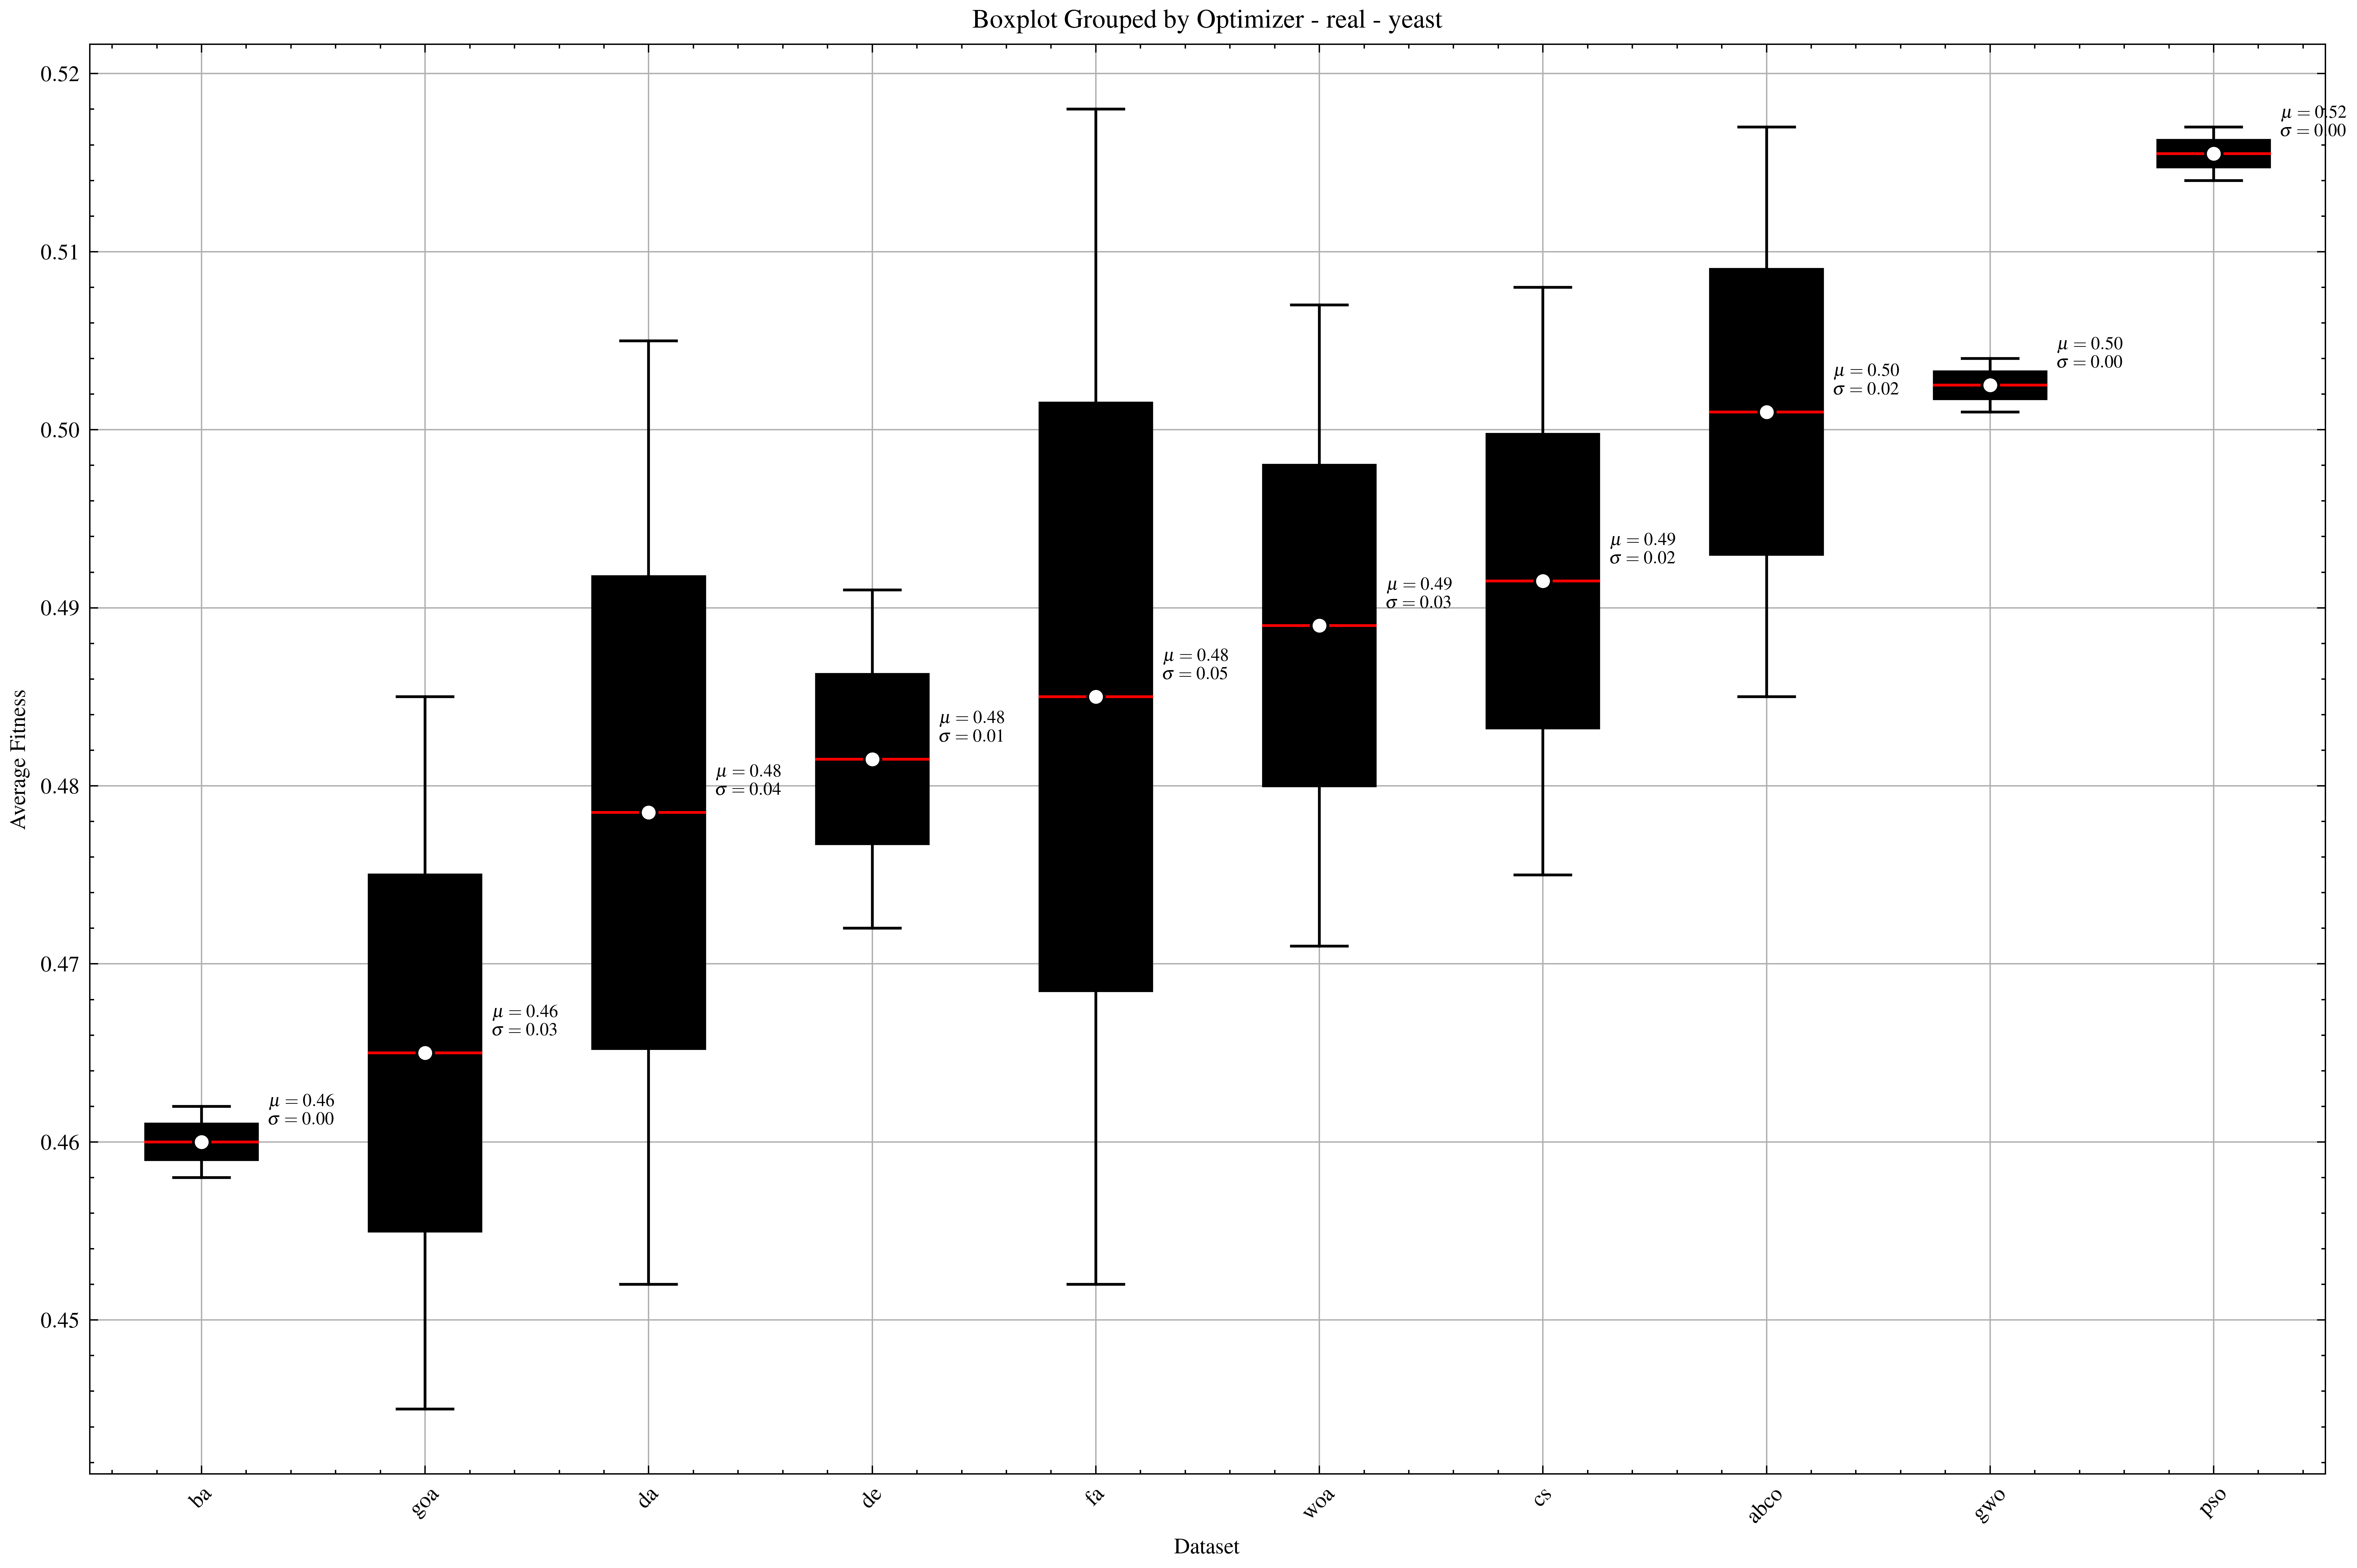 Boxplot Grouped by Optimizer - real - yeast
0.52
0.51
0.50
0.49
0.48
0.47
0.46
0.45
Average Fitness
μ = 0.46
σ = 0.00
μ = 0.46
σ = 0.03
μ = 0.48
σ = 0.04
μ = 0.48
σ = 0.01
μ = 0.48
σ = 0.05
μ = 0.49
σ = 0.03
μ = 0.49
σ = 0.02
μ = 0.50
σ = 0.02
μ = 0.50
σ = 0.00
μ = 0.52
σ = 0.00
ba
goa
da
de
fa
woa
cs
abco
gwo
pso
Dataset